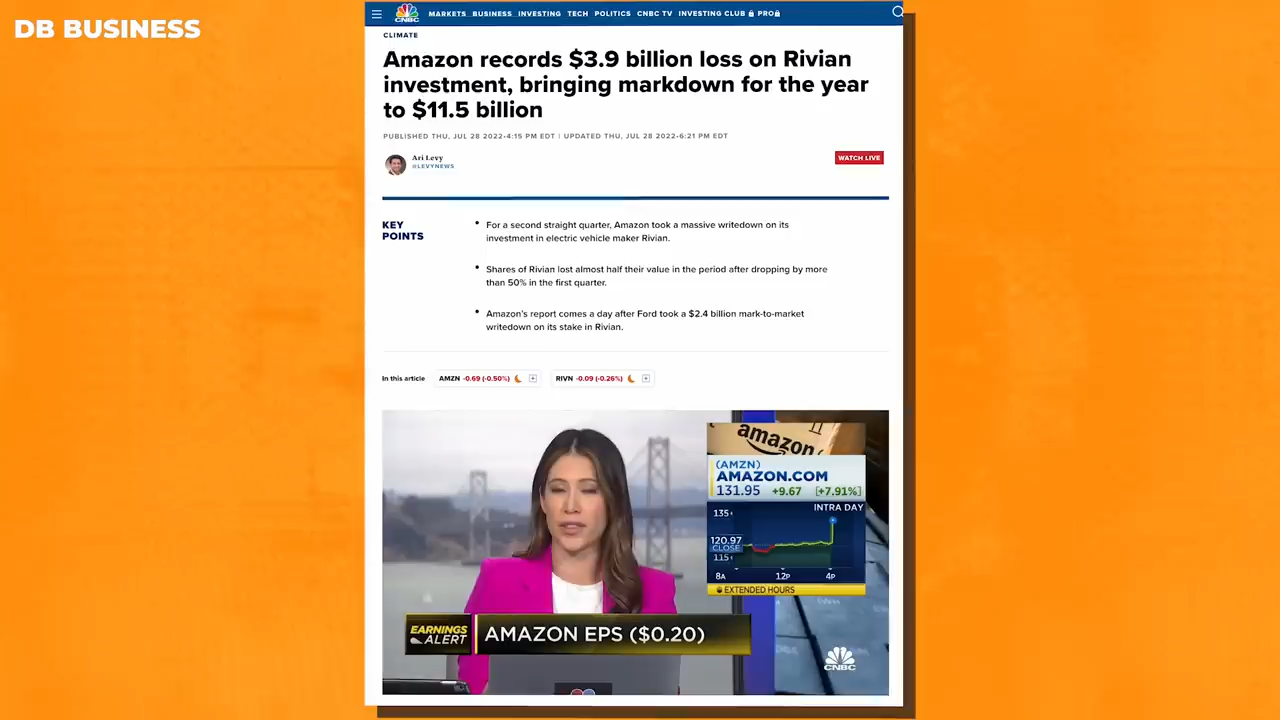 DB BUSINESS
CNBC
MARKETS BUSINESS INVESTING TECH POLITICS CNBC TV INVESTING CLUB PRO
CLIMATE
Amazon records $3.9 billion loss on Rivian
investment, bringing markdown for the year
to $11.5 billion
PUBLISHED THU, JUL 28 2022•4:15 PM EDT | UPDATED THU, JUL 28 2022•6:21 PM EDT
Ari Levy
@LEVYNEWS
WATCH LIVE
KEY
POINTS
• For a second straight quarter, Amazon took a massive writedown on its
investment in electric vehicle maker Rivian.
• Shares of Rivian lost almost half their value in the period after dropping by more
than 50% in the first quarter.
• Amazon's report comes a day after Ford took a $2.4 billion mark-to-market
writedown on its stake in Rivian.
In this article
AMZN -0.69 (-0.50%)
RIVN -0.09 (-0.26%)
amazon
(AMZN)
AMAZON.COM
131.95 +9.67 [+7.91%]
INTRA DAY
135
120.97
CLOSE
115
8A 12P 4P
EXTENDED HOURS
EARNINGS
ALERT
AMAZON EPS ($0.20)
CNBC